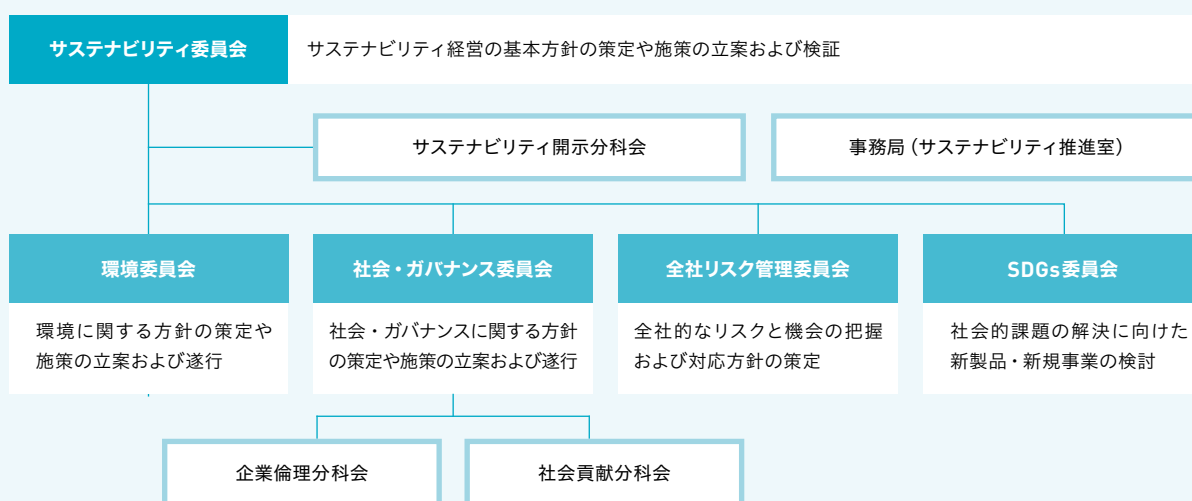 サステナビリティ委員会
サステナビリティ経営の基本方針の策定や施策の立案および検証
サステナビリティ開示分科会
事務局（サステナビリティ推進室）
環境委員会
環境に関する方針の策定や
施策の立案および遂行
社会・ガバナンス委員会
社会・ガバナンスに関する方針
の策定や施策の立案および遂行
全社リスク管理委員会
全社的なリスクと機会の把握
および対応方針の策定
SDGs委員会
社会的課題の解決に向けた
新製品・新規事業の検討
企業倫理分科会
社会貢献分科会